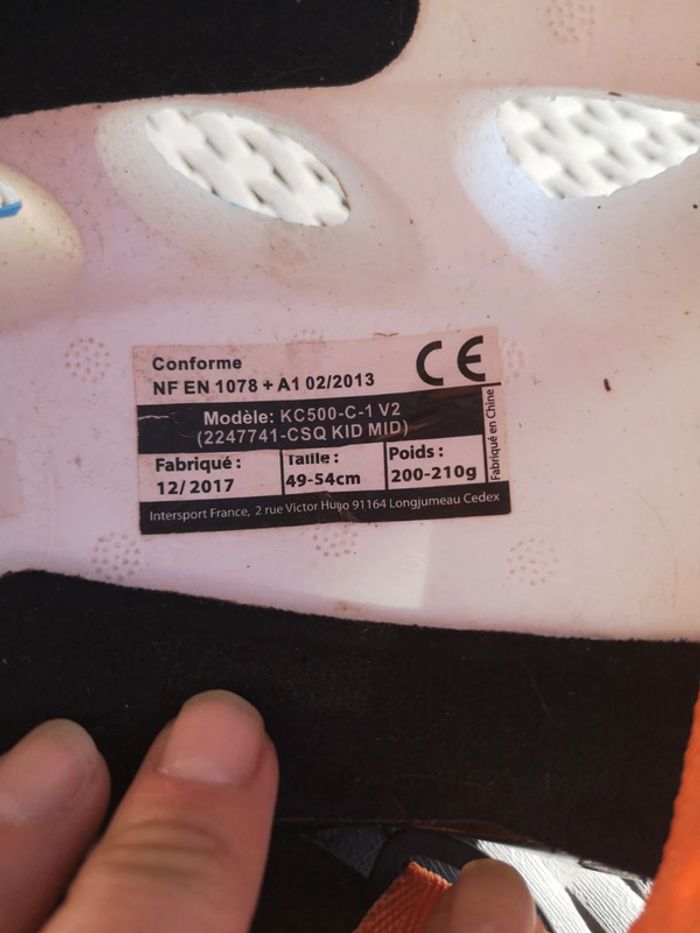 Conforme
NF EN 1078 + A1 02/2013
CE
Modèle: KC500-C-1 V2
(2247741-CSQ KID MID)
Fabriqué :
12/ 2017
Taille :
49-54cm
Poids :
200-210g
Fabriqué en Chine
Intersport France, 2 rue Victor Hugo 91164 Longjumeau Cedex